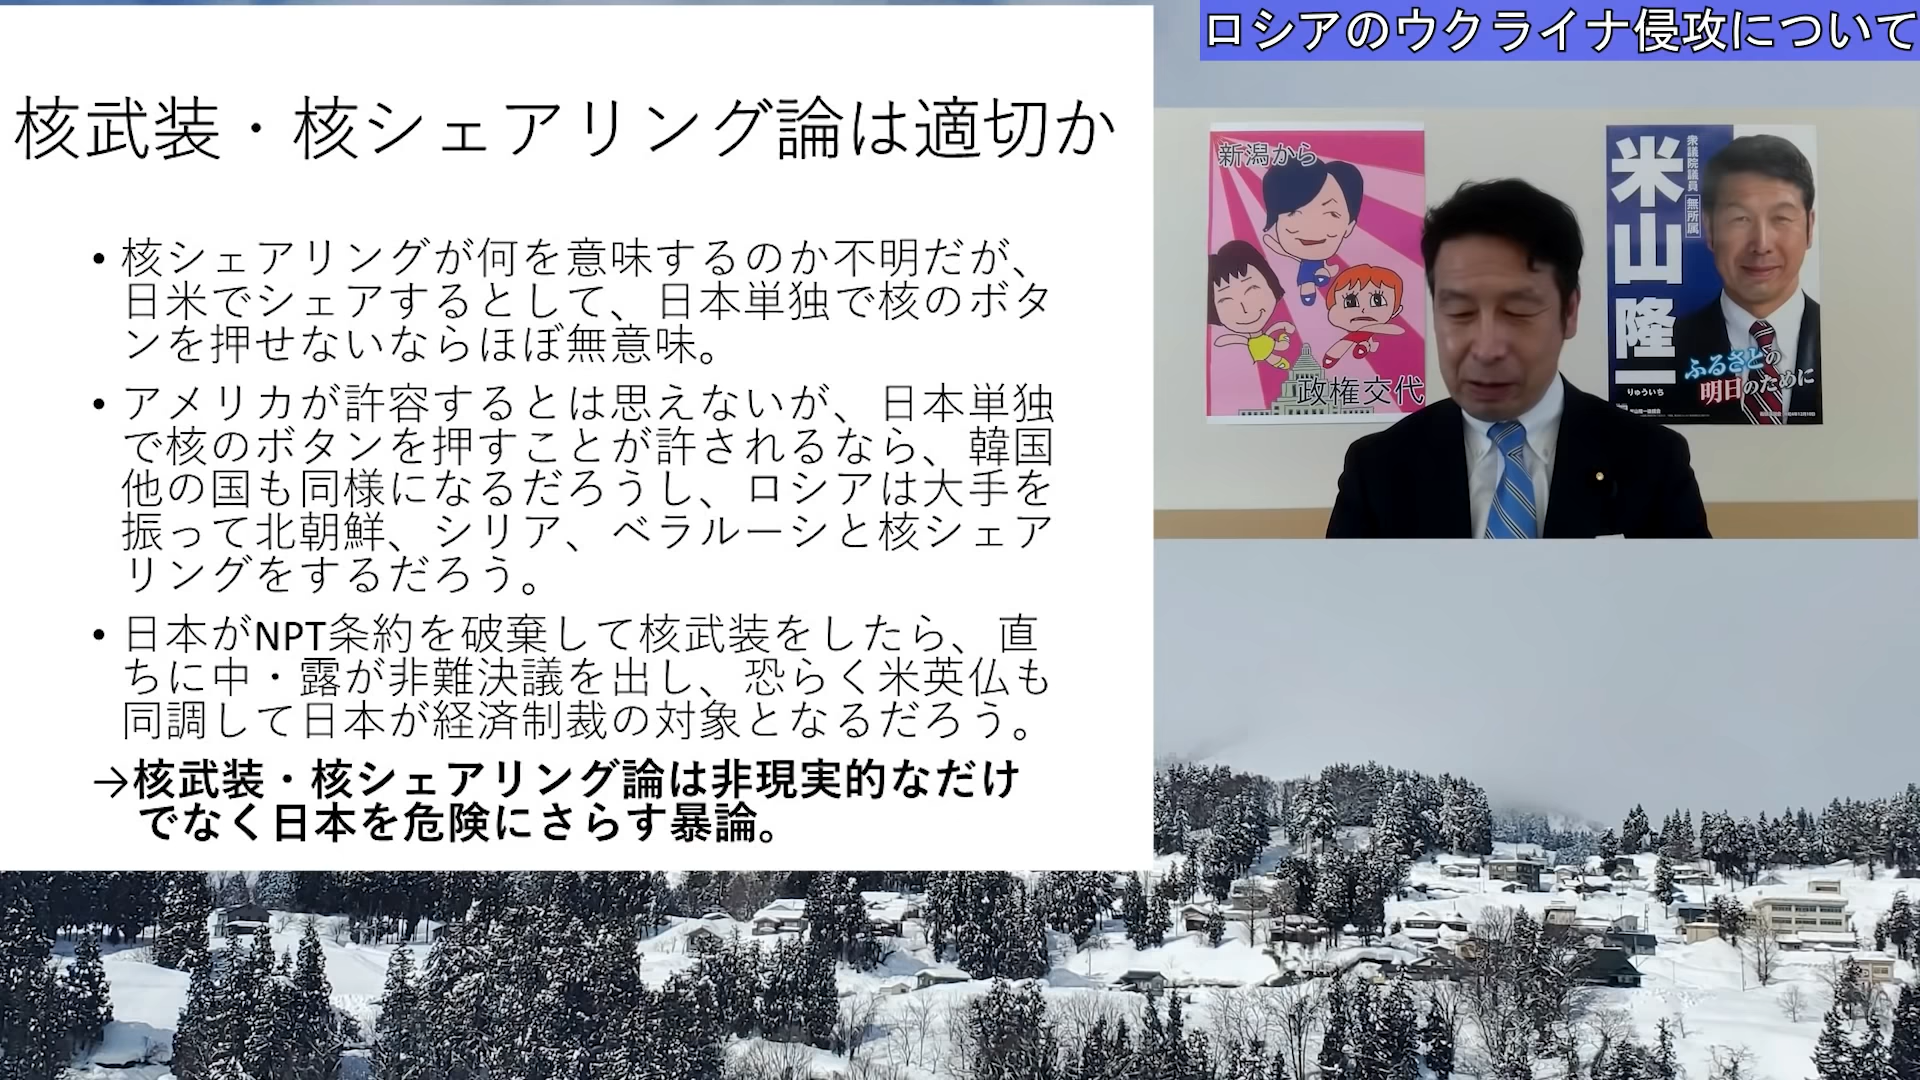 ロシアのウクライナ侵攻について
核武装・核シェアリング論は適切か
• 核シェアリングが何を意味するのか不明だが、
日米でシェアするとして、日本単独で核のボタ
ンを押せないならほぼ無意味。
• アメリカが許容するとは思えないが、日本単独
で核のボタンを押すことが許されるなら、韓国
他の国も同様になるだろうし、ロシアは大手を
振って北朝鮮、シリア、ベラルーシと核シェア
リングをするだろう。
• 日本がNPT条約を破棄して核武装をしたら、直
ちに中・露が非難決議を出し、恐らく米英仏も
同調して日本が経済制裁の対象となるだろう。
→核武装・核シェアリング論は非現実的なだけ
でなく日本を危険にさらす暴論。
新潟から
政権交代
衆議院議員 無所属
米山隆一
りゅういち
ふるさとの
明日のために